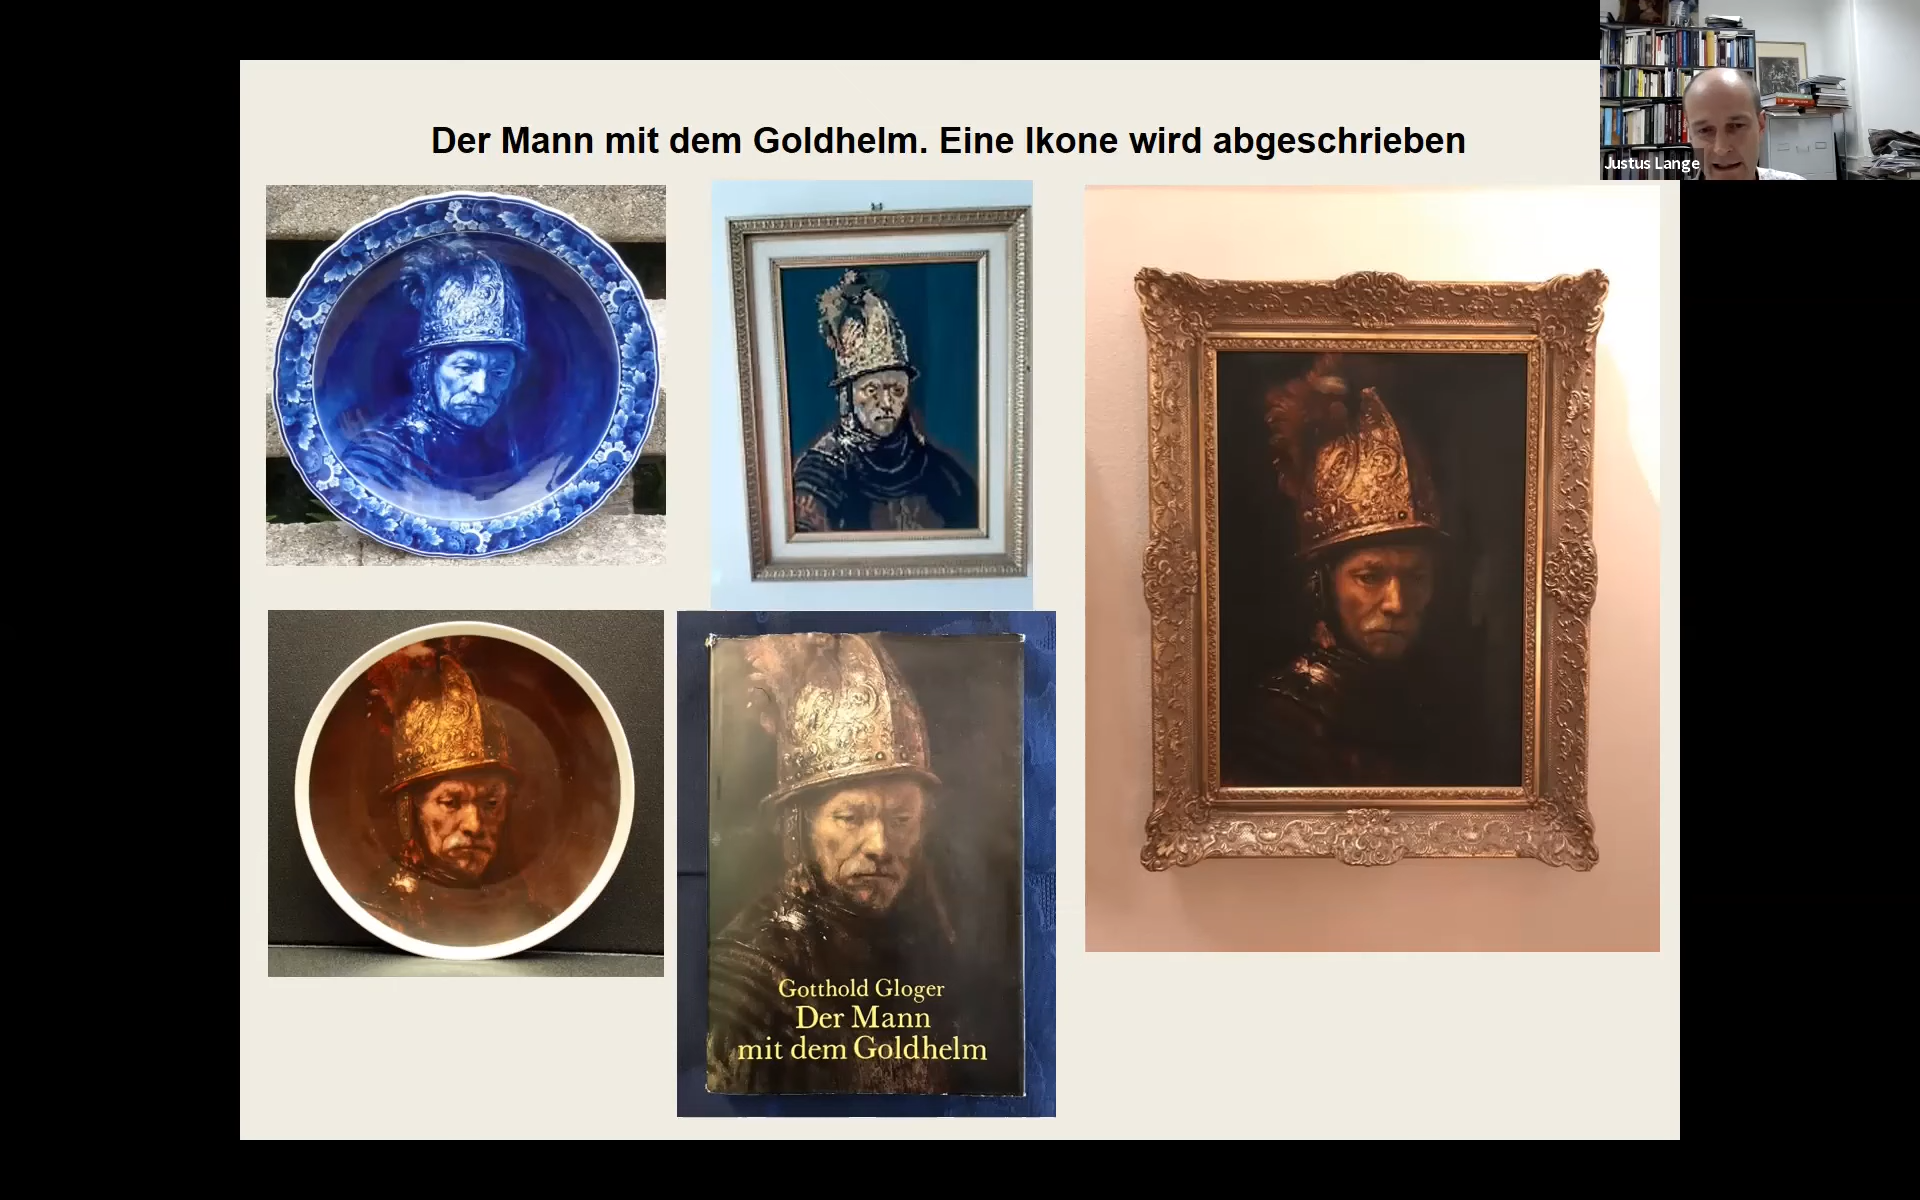 Der Mann mit dem Goldhelm. Eine Ikone wird abgeschrieben
Justus Lange
Gotthold Gloger
Der Mann
mit dem Goldhelm